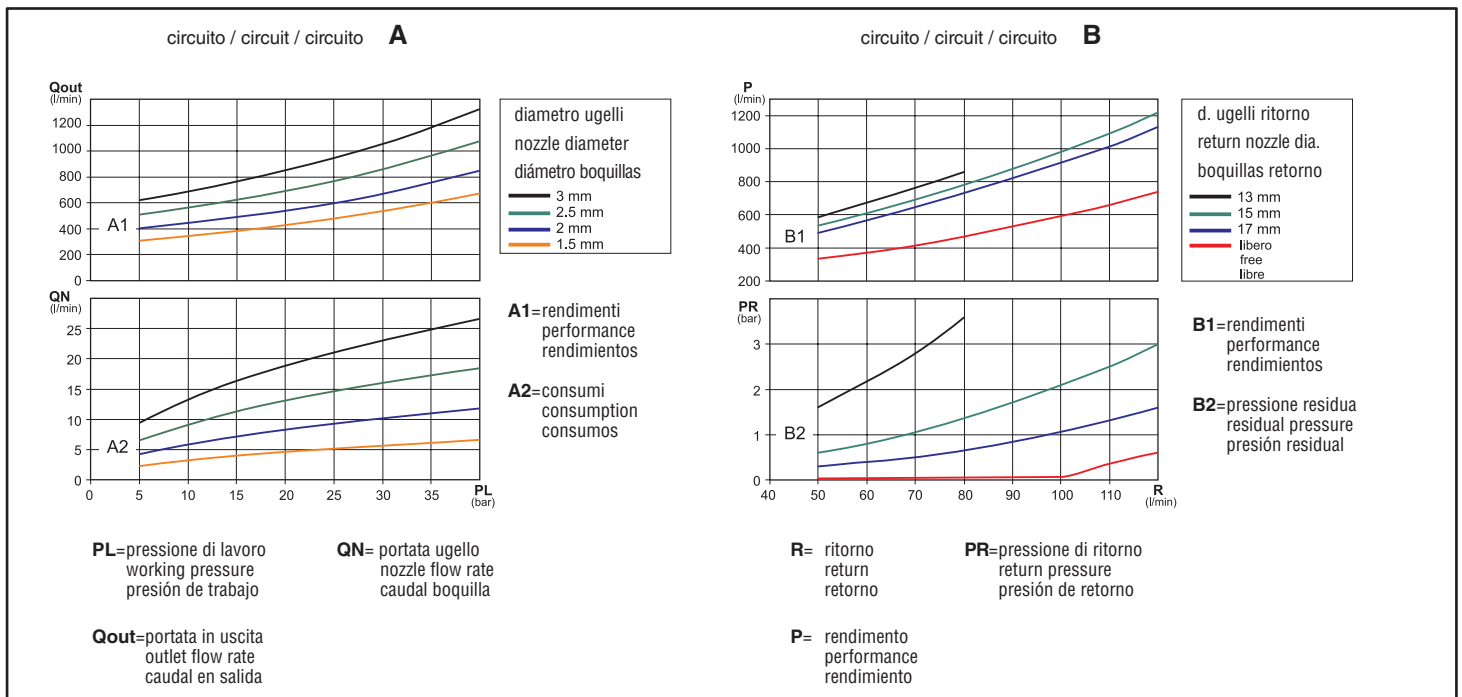 circuito / circuit / circuito A
Qout
(l/min)
1200
1000
800
600
400
200
0
A1
diametro ugelli
nozzle diameter
diámetro boquillas
3 mm
2.5 mm
2 mm
1.5 mm
QN
(l/min)
25
20
15
10
5
0
A2
0 5 10 15 20 25 30 35 PL
(bar)
A1=rendimenti
performance
rendimientos
A2=consumi
consumption
consumos
PL=pressione di lavoro
working pressure
presión de trabajo
QN= portata ugello
nozzle flow rate
caudal boquilla
Qout=portata in uscita
outlet flow rate
caudal en salida
circuito / circuit / circuito B
P
(l/min)
1200
1000
800
600
400
200
B1
d. ugelli ritorno
return nozzle dia.
boquillas retorno
13 mm
15 mm
17 mm
libero
free
libre
PR
(bar)
3
2
1
0
B2
40 50 60 70 80 90 100 110 R
(l/min)
B1=rendimenti
performance
rendimientos
B2=pressione residua
residual pressure
presión residual
R= ritorno
return
retorno
PR=pressione di ritorno
return pressure
presión de retorno
P= rendimento
performance
rendimiento